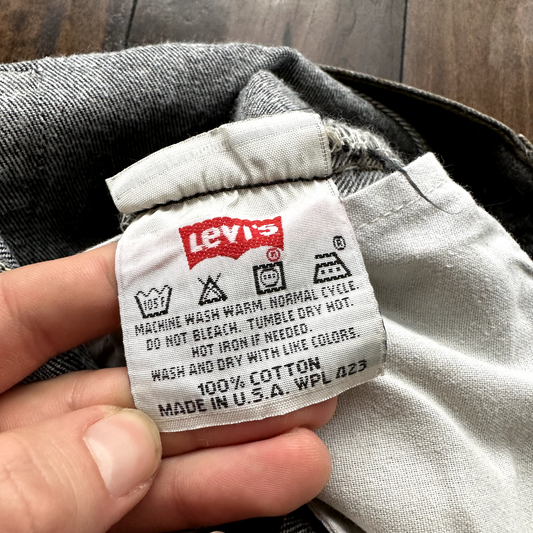 Levi's
105F
MACHINE WASH WARM. NORMAL CYCLE.
DO NOT BLEACH. TUMBLE DRY HOT.
HOT IRON IF NEEDED.
WASH AND DRY WITH LIKE COLORS.
100% COTTON
MADE IN U.S.A. WPL 423